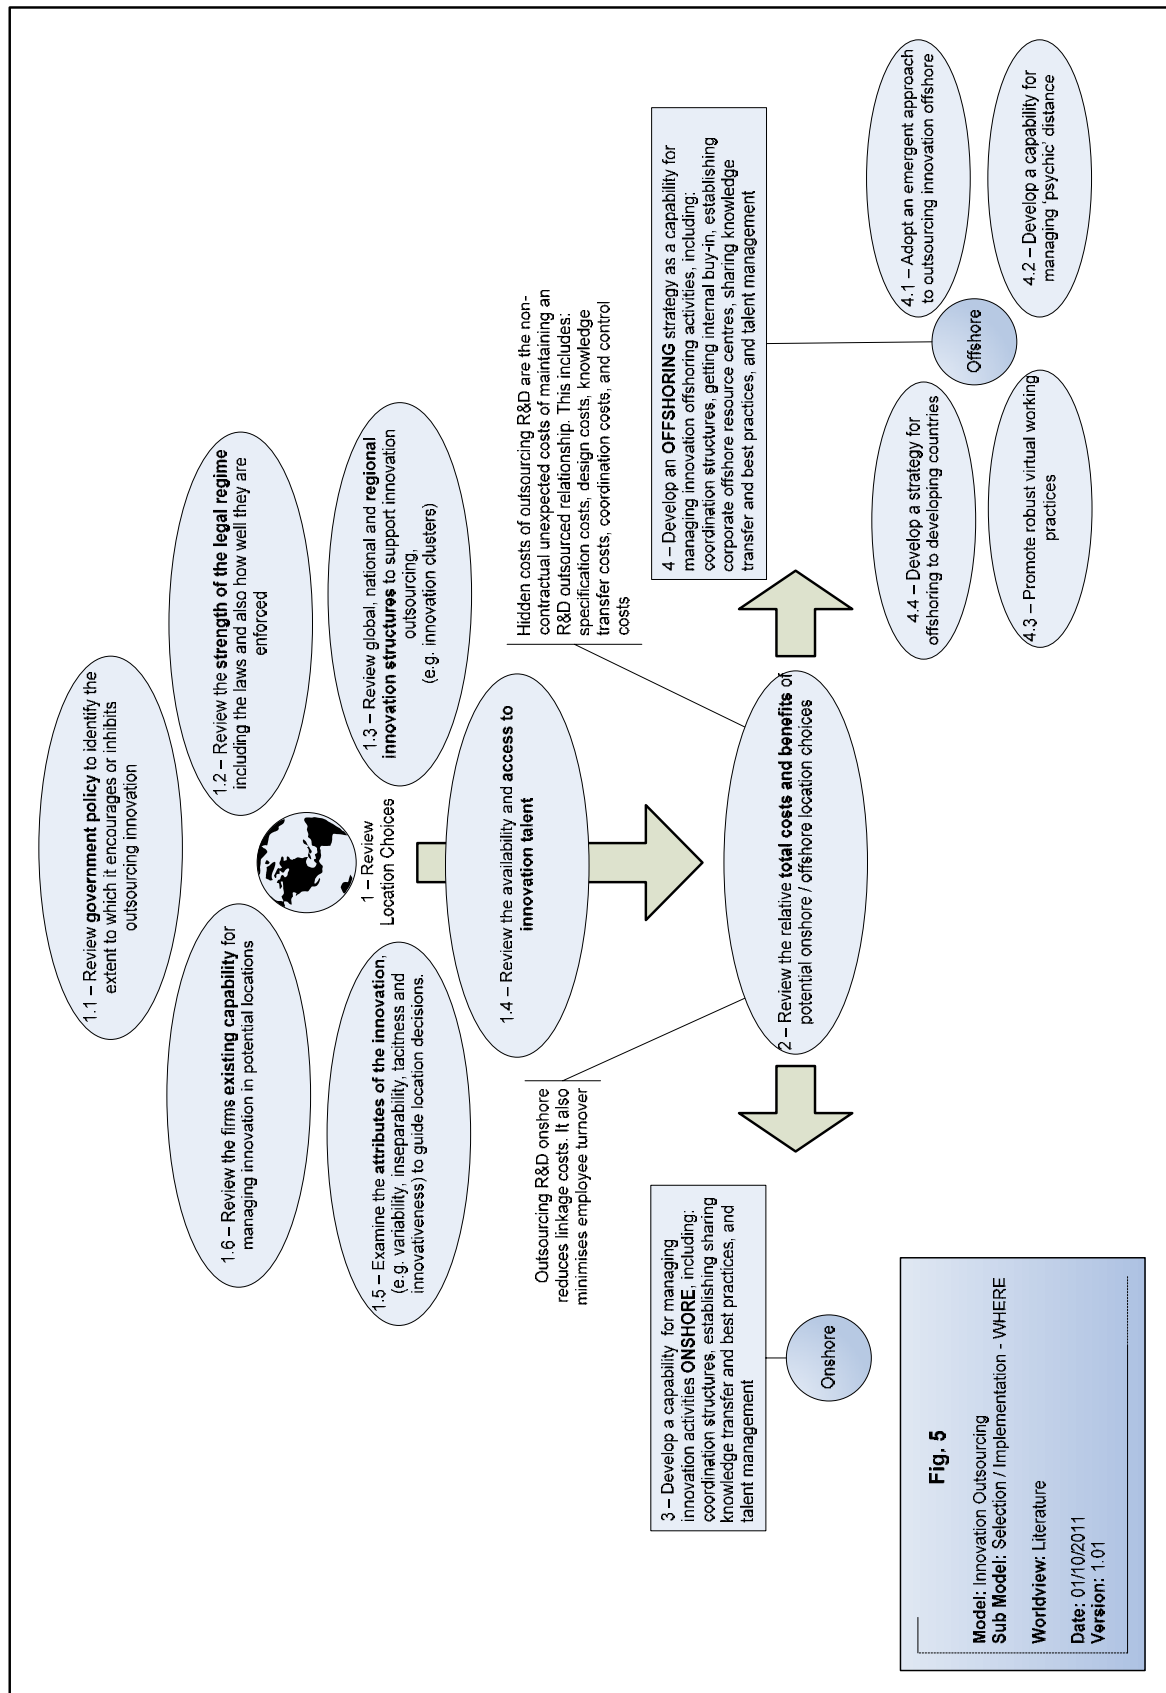 1.1 – Review government policy to identify the
extent to which it encourages or inhibits
outsourcing innovation
1.2 – Review the strength of the legal regime
including the laws and also how well they are
enforced
1.3 – Review global, national and regional
innovation structures to support innovation
outsourcing,
(e.g. innovation clusters)
1.4 – Review the availability and access to
innovation talent
1.5 – Examine the attributes of the innovation,
(e.g. variability, inseparability, tacitness and
innovativeness) to guide location decisions.
1.6 – Review the firms existing capability for
managing innovation in potential locations
1 – Review
Location Choices
Outsourcing R&D onshore
reduces linkage costs. It also
minimises employee turnover
Hidden costs of outsourcing R&D are the non-
contractual unexpected costs of maintaining an
R&D outsourced relationship. This includes:
specification costs, design costs, knowledge
transfer costs, coordination costs, and control
costs
2 – Review the relative total costs and benefits of
potential onshore / offshore location choices
3 – Develop a capability for managing
innovation activities ONSHORE, including:
coordination structures, establishing sharing
knowledge transfer and best practices, and
talent management
Onshore
4 – Develop an OFFSHORING strategy as a capability for
managing innovation offshoring activities, including:
coordination structures, getting internal buy-in, establishing
corporate offshore resource centres, sharing knowledge
transfer and best practices, and talent management
4.4 – Develop a strategy for
offshoring to developing countries
4.1 – Adopt an emergent approach
to outsourcing innovation offshore
Offshore
4.3 – Promote robust virtual working
practices
4.2 – Develop a capability for
managing ‘psychic’ distance
Fig. 5
Model: Innovation Outsourcing
Sub Model: Selection / Implementation - WHERE
Worldview: Literature
Date: 01/10/2011
Version: 1.01